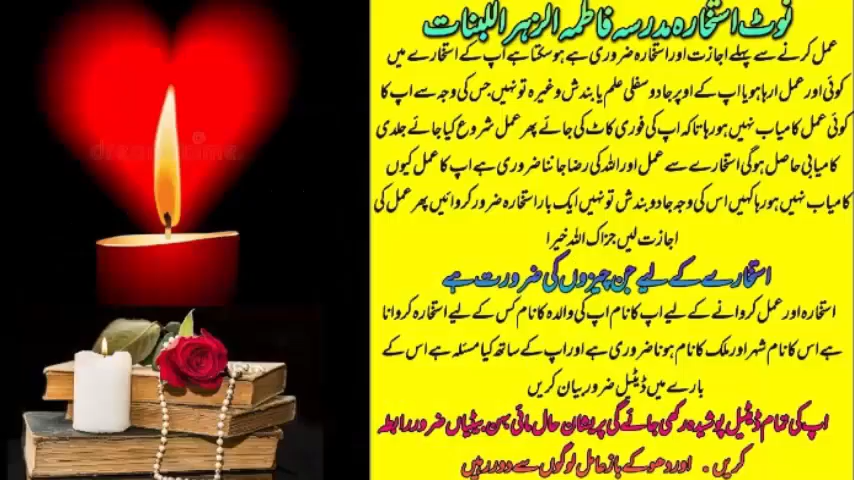 نوٹ استخارہ مدرسہ فاطمہ الزہرا للبنات
عمل کرنے سے پہلے اجازت اور استخارہ ضروری ہے ہو سکتا ہے اپ کے استخارے میں
کوئی اور عمل ارہا ہو یا اپ کے اوپر جادو سفلی علم یا بندش وغیرہ تو نہیں جس کی وجہ سے اپ کا
کوئی عمل کامیاب نہیں ہو رہا تاکہ اپ کی فوری کاٹ کی جائے پھر عمل شروع کیا جائے جلدی
کامیابی حاصل ہوگی استخارے سے عمل اور اللہ کی رضا جاننا ضروری ہے اپ کا عمل کیوں
کامیاب نہیں ہو رہا کہیں اس کی وجہ جادو بندش تو نہیں ایک بار استخارہ ضرور کروائیں پھر عمل کی
اجازت لیں جزاک اللہ خیرا
استخارے کے لیے جن چیزوں کی ضرورت ہے
استخارہ اور عمل کروانے کے لیے اپ کا نام اپ کی والدہ کا نام کس کے لیے استخارہ کروانا
ہے اس کا نام شہر اور ملک کا نام ہونا ضروری ہے اور اپ کے ساتھ کیا مسئلہ ہے اس کے
بارے میں ڈیٹیل ضرور بیان کریں
اپ کی تمام ڈیٹیل پوشیدہ رکھی جائے گی پریشان حال مائی بہن بیٹیاں ضرور رابطہ
کریں . اور دھوکے باز عامل لوگوں سے دور رہیں